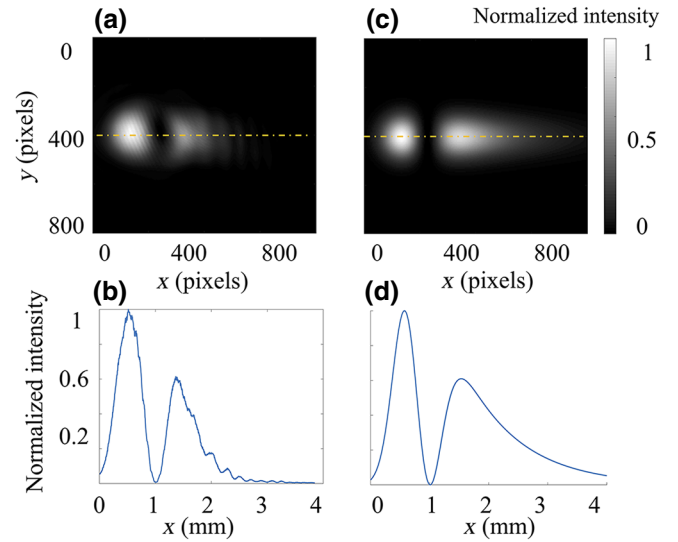 (a)
(c)
Normalized intensity
0
400
800
y (pixels)
0 400 800
x (pixels)
0 400 800
x (pixels)
1
0.5
0
(b)
(d)
Normalized intensity
1
0.6
0.2
0 1 2 3 4
x (mm)
0 1 2 3 4
x (mm)